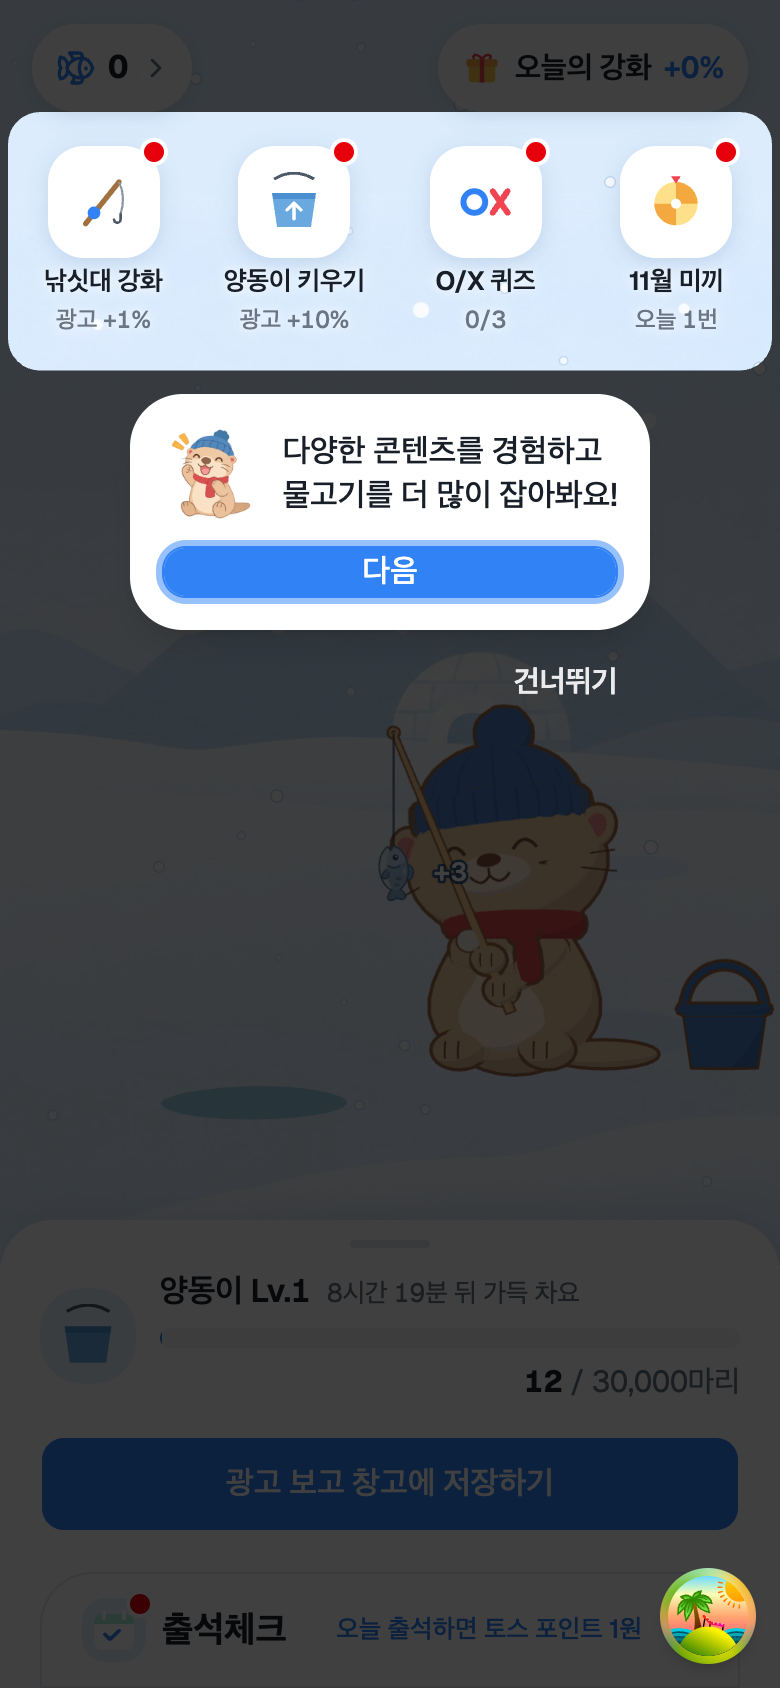 0
오늘의 강화 +0%
낚싯대 강화
광고 +1%
양동이 키우기
광고 +10%
OX
O/X 퀴즈
0/3
11월 미끼
오늘 1번
다양한 콘텐츠를 경험하고
물고기를 더 많이 잡아봐요!
다음
건너뛰기
+3
양동이 Lv.1 8시간 19분 뒤 가득 차요
12 / 30,000마리
광고 보고 창고에 저장하기
출석체크 오늘 출석하면 토스 포인트 1원